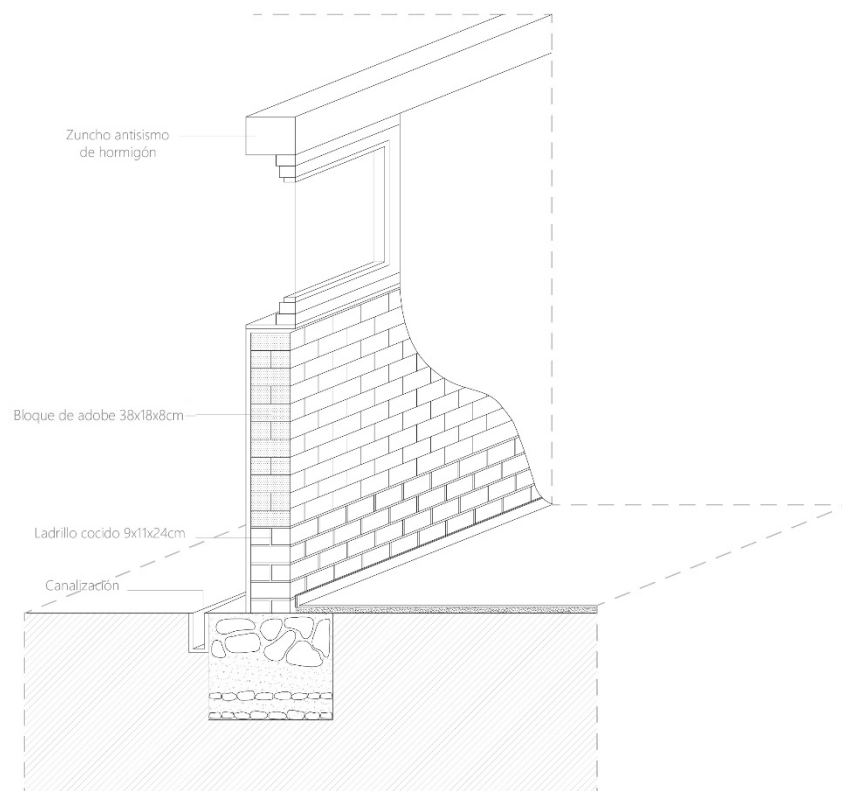 Zuncho antisismo
de hormigón
Bloque de adobe 38x18x8cm
Ladrillo cocido 9x11x24cm
Canalización